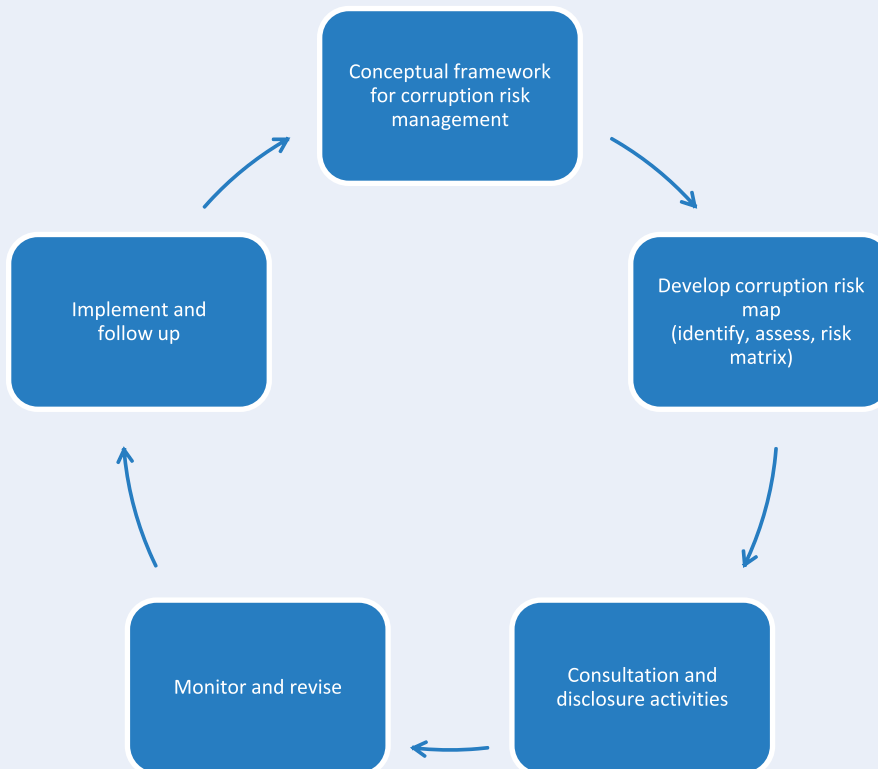 Conceptual framework
for corruption risk
management
Develop corruption risk
map
(identify, assess, risk
matrix)
Consultation and
disclosure activities
Monitor and revise
Implement and
follow up